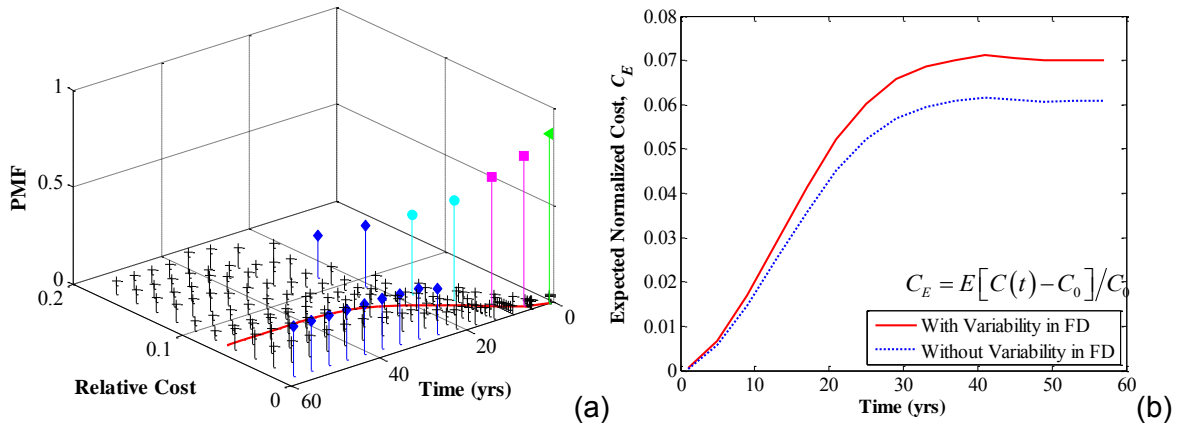 1
0.5
0
0.2
0.1
0
60
40
20
0
PMF
Relative Cost
Time (yrs)
(a)
0.08
0.07
0.06
0.05
0.04
0.03
0.02
0.01
0
0 10 20 30 40 50 60
Expected Normalized Cost, C_E
Time (yrs)
C_E = E[C(t) − C_0]/C_0
With Variability in FD
Without Variability in FD
(b)